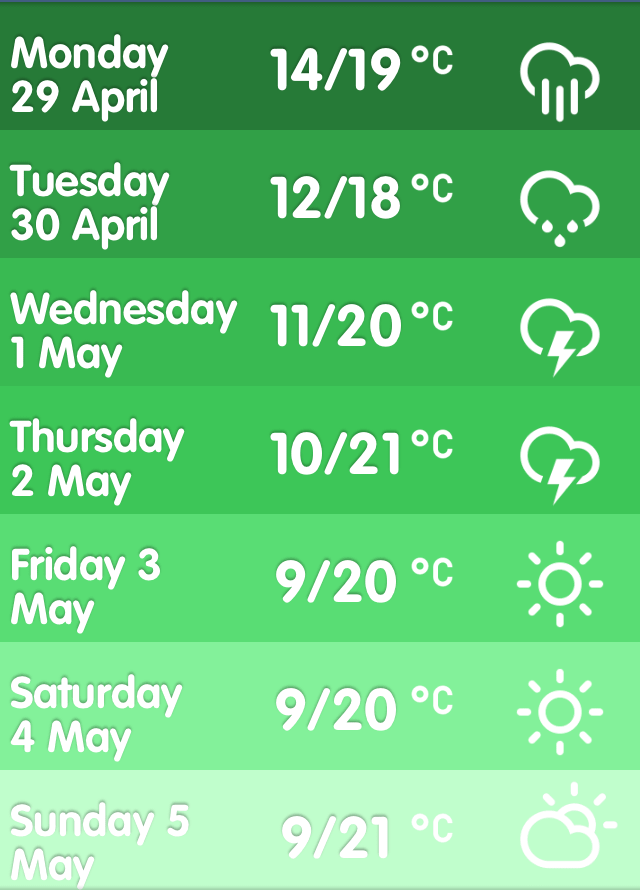 Monday
29 April
14/19 °C
Tuesday
30 April
12/18 °C
Wednesday
1 May
11/20 °C
Thursday
2 May
10/21 °C
Friday 3
May
9/20 °C
Saturday
4 May
9/20 °C
Sunday 5
May
9/21 °C